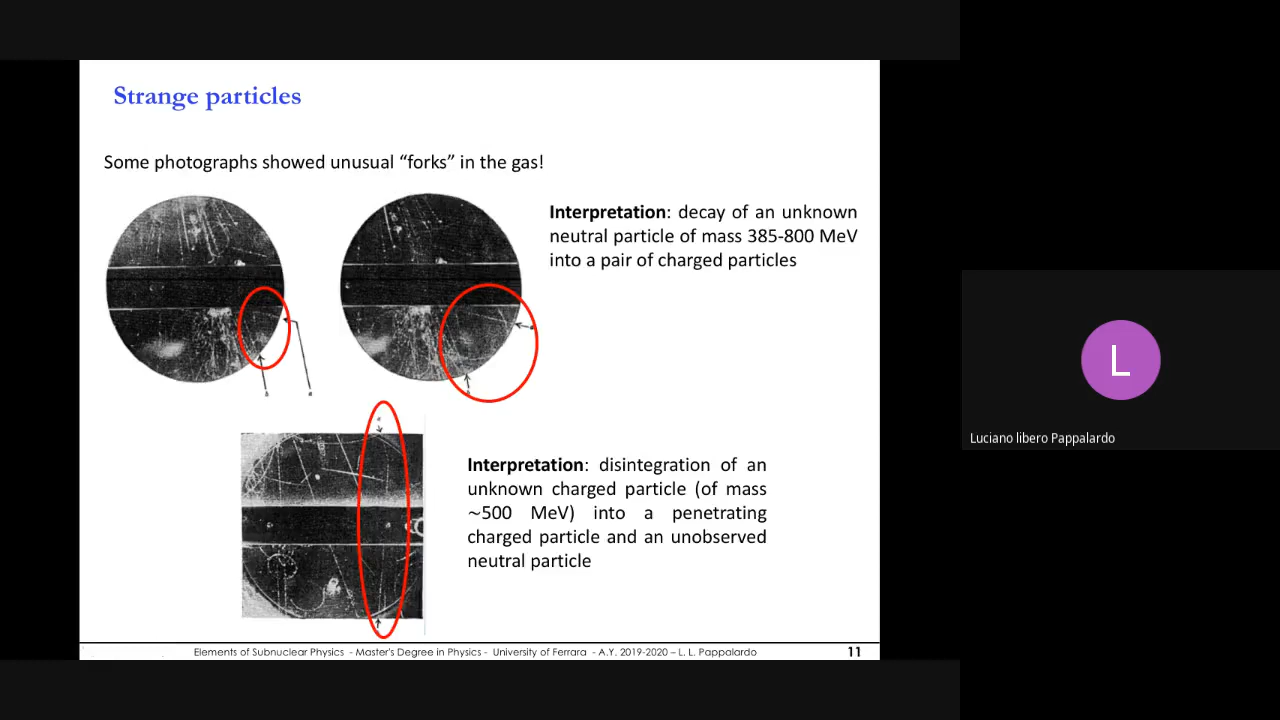 Strange particles
Some photographs showed unusual “forks” in the gas!
Interpretation: decay of an unknown
neutral particle of mass 385-800 MeV
into a pair of charged particles
Interpretation: disintegration of an
unknown charged particle (of mass
~500 MeV) into a penetrating
charged particle and an unobserved
neutral particle
Elements of Subnuclear Physics - Master's Degree in Physics - University of Ferrara - A.Y. 2019-2020 – L. L. Pappalardo
11
L
Luciano libero Pappalardo